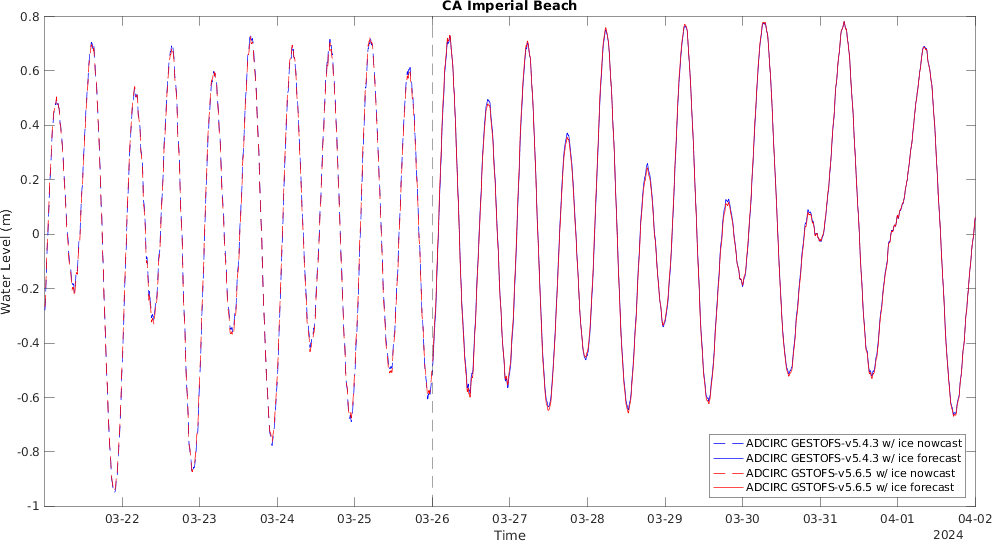 CA Imperial Beach
0.8
0.6
0.4
0.2
0
-0.2
-0.4
-0.6
-0.8
-1
Water Level (m)
ADCIRC GESTOFS-v5.4.3 w/ ice nowcast
ADCIRC GESTOFS-v5.4.3 w/ ice forecast
ADCIRC GSTOFS-v5.6.5 w/ ice nowcast
ADCIRC GSTOFS-v5.6.5 w/ ice forecast
03-22 03-23 03-24 03-25 03-26 03-27 03-28 03-29 03-30 03-31 04-01 04-02
Time
2024